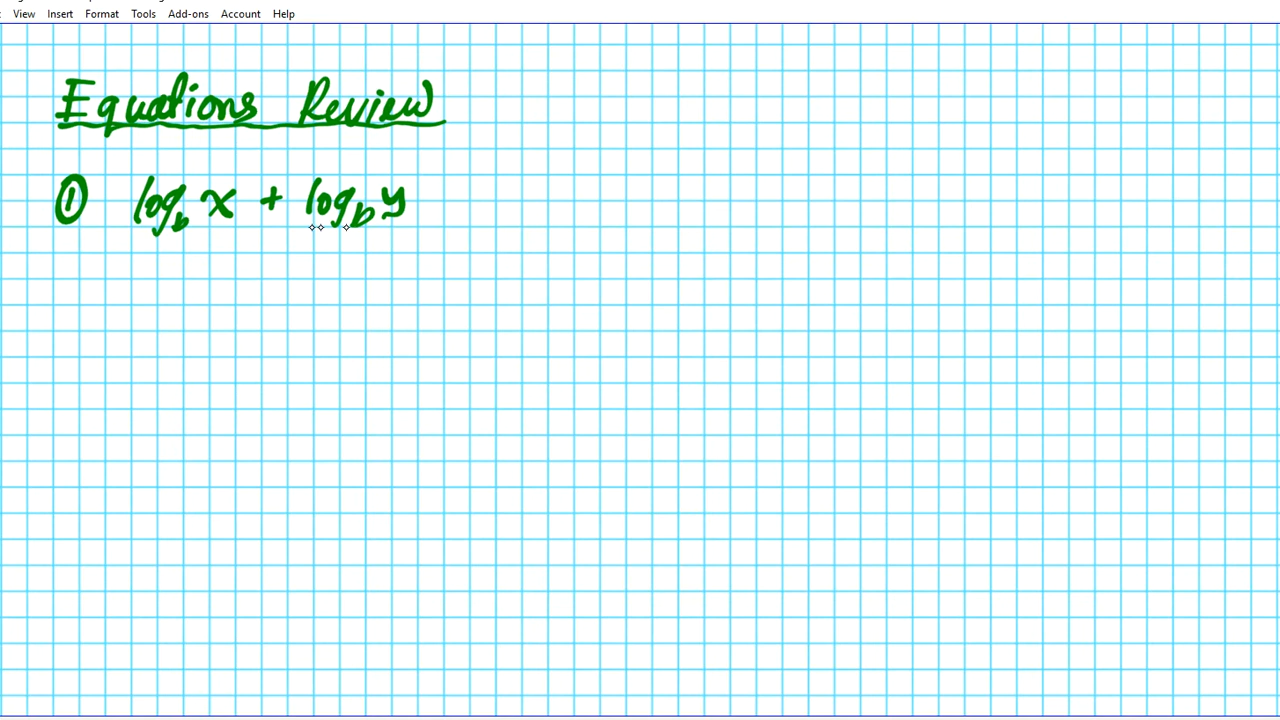 View Insert Format Tools Add-ons Account Help
Equations Review
① log_b x + log_b y